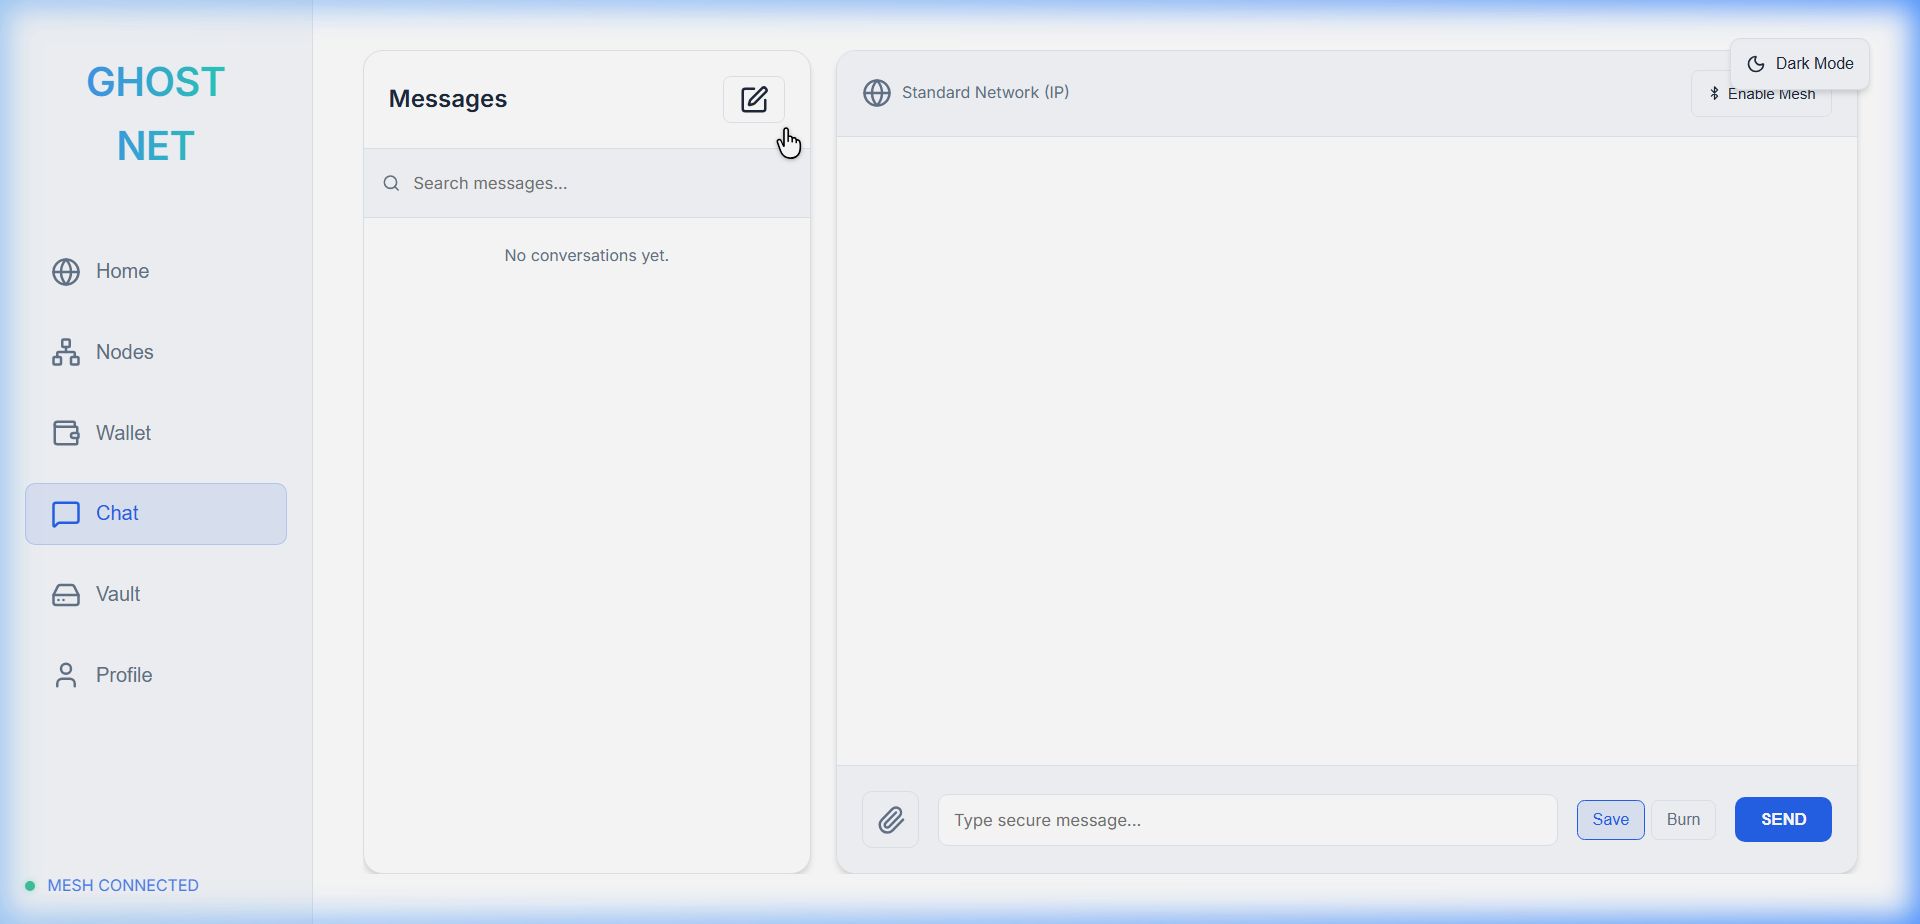 GHOST
NET
Home
Nodes
Wallet
Chat
Vault
Profile
MESH CONNECTED
Messages
Search messages...
No conversations yet.
Standard Network (IP)
Dark Mode
Enable Mesh
Type secure message...
Save
Burn
SEND